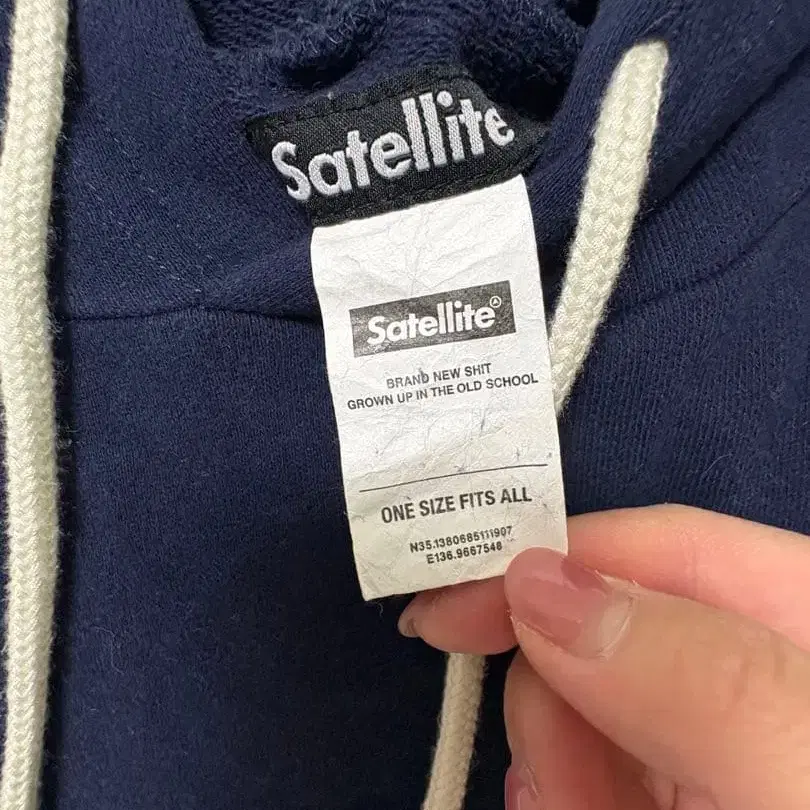 Satellite
Satellite
BRAND NEW SHIT
GROWN UP IN THE OLD SCHOOL
ONE SIZE FITS ALL
N35.1380685111907
E136.9667548